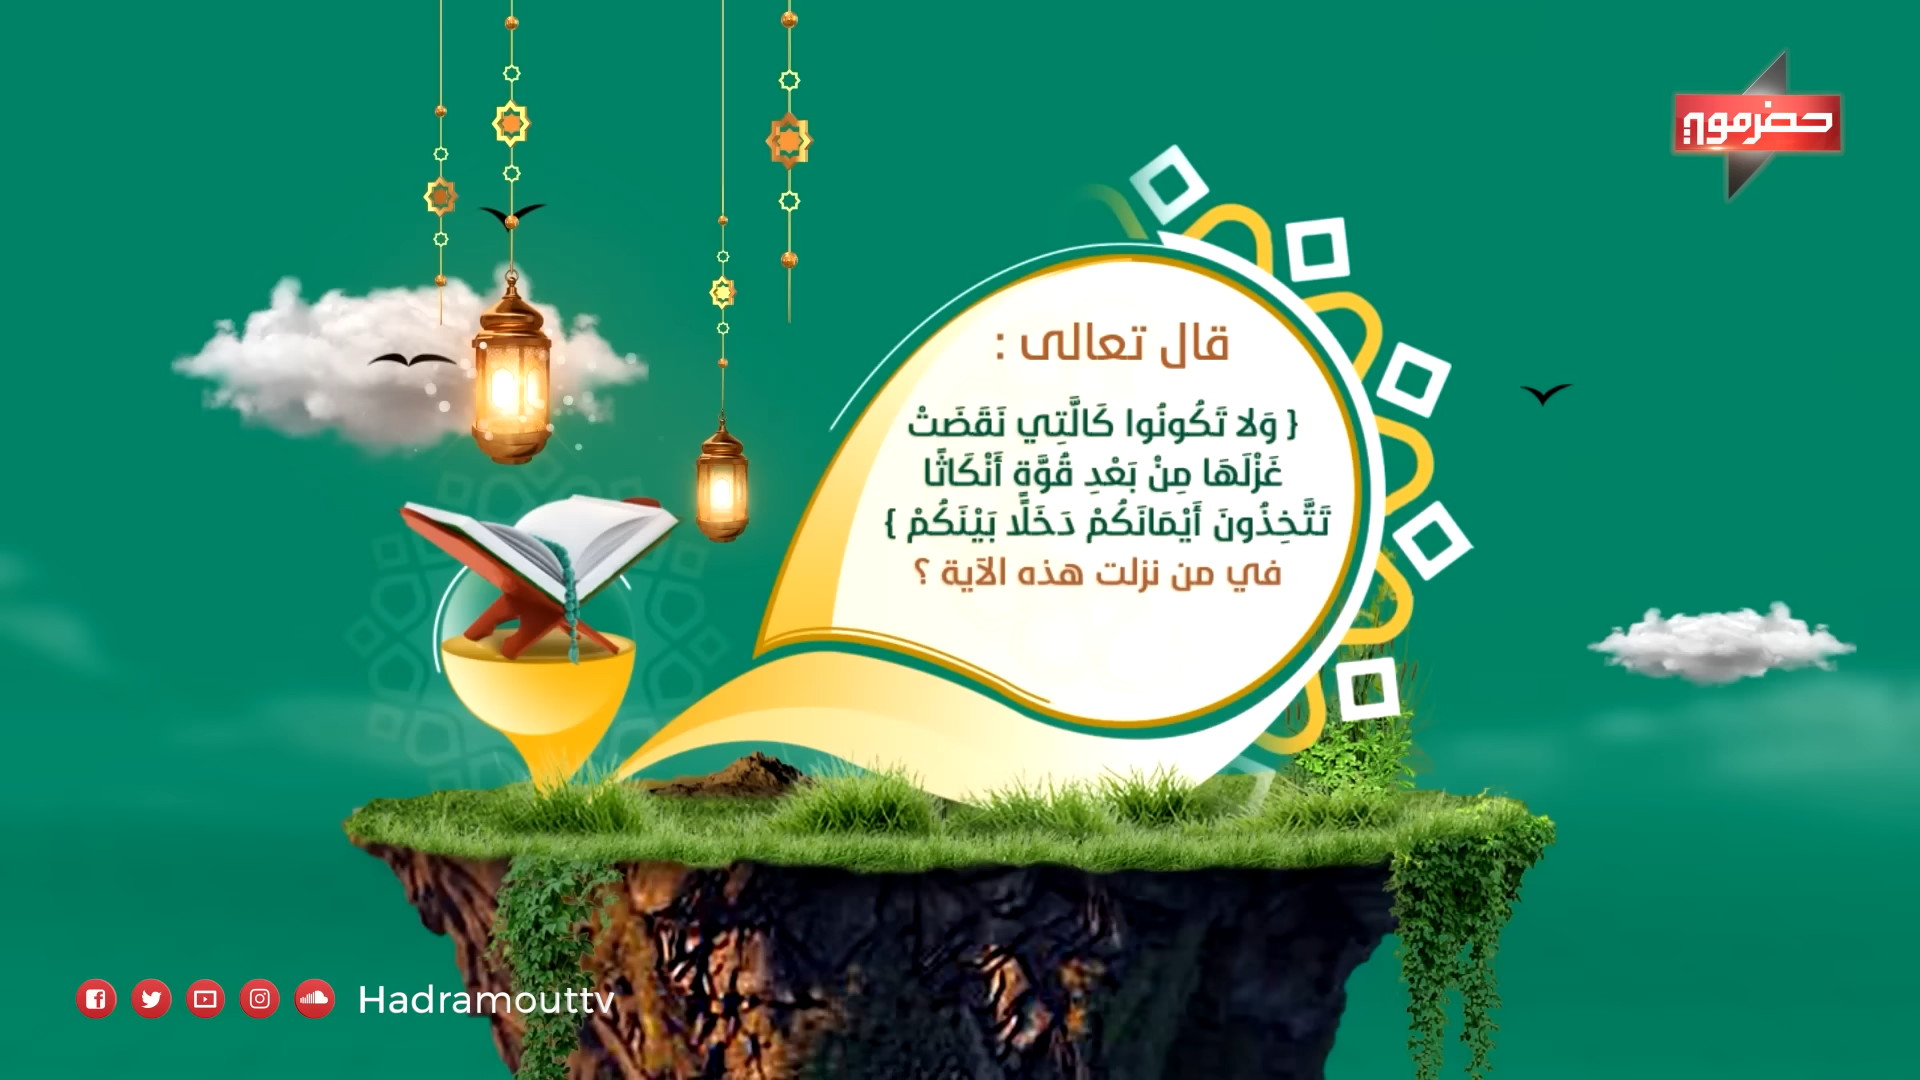 حضرموت
قال تعالى :
{ وَلا تَكُونُوا كَالَّتِي نَقَضَتْ
غَزْلَهَا مِنْ بَعْدِ قُوَّةٍ أَنْكَاثًا
تَتَّخِذُونَ أَيْمَانَكُمْ دَخَلًا بَيْنَكُمْ }
في من نزلت هذه الآية ؟
Hadramouttv